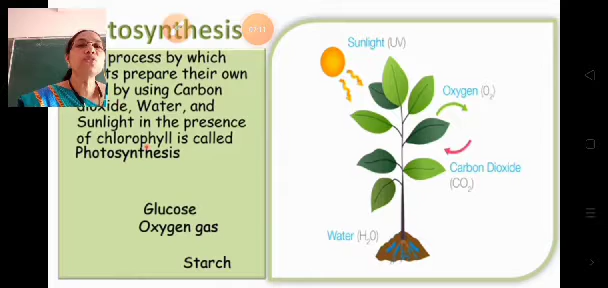 tosynthesis
process by which
ts prepare their own
by using Carbon
dioxide, Water, and
Sunlight in the presence
of chlorophyll is called
Photosynthesis
Glucose
Oxygen gas
Starch
Sunlight (UV)
Oxygen (O₂)
Carbon Dioxide
(CO₂)
Water (H₂O)